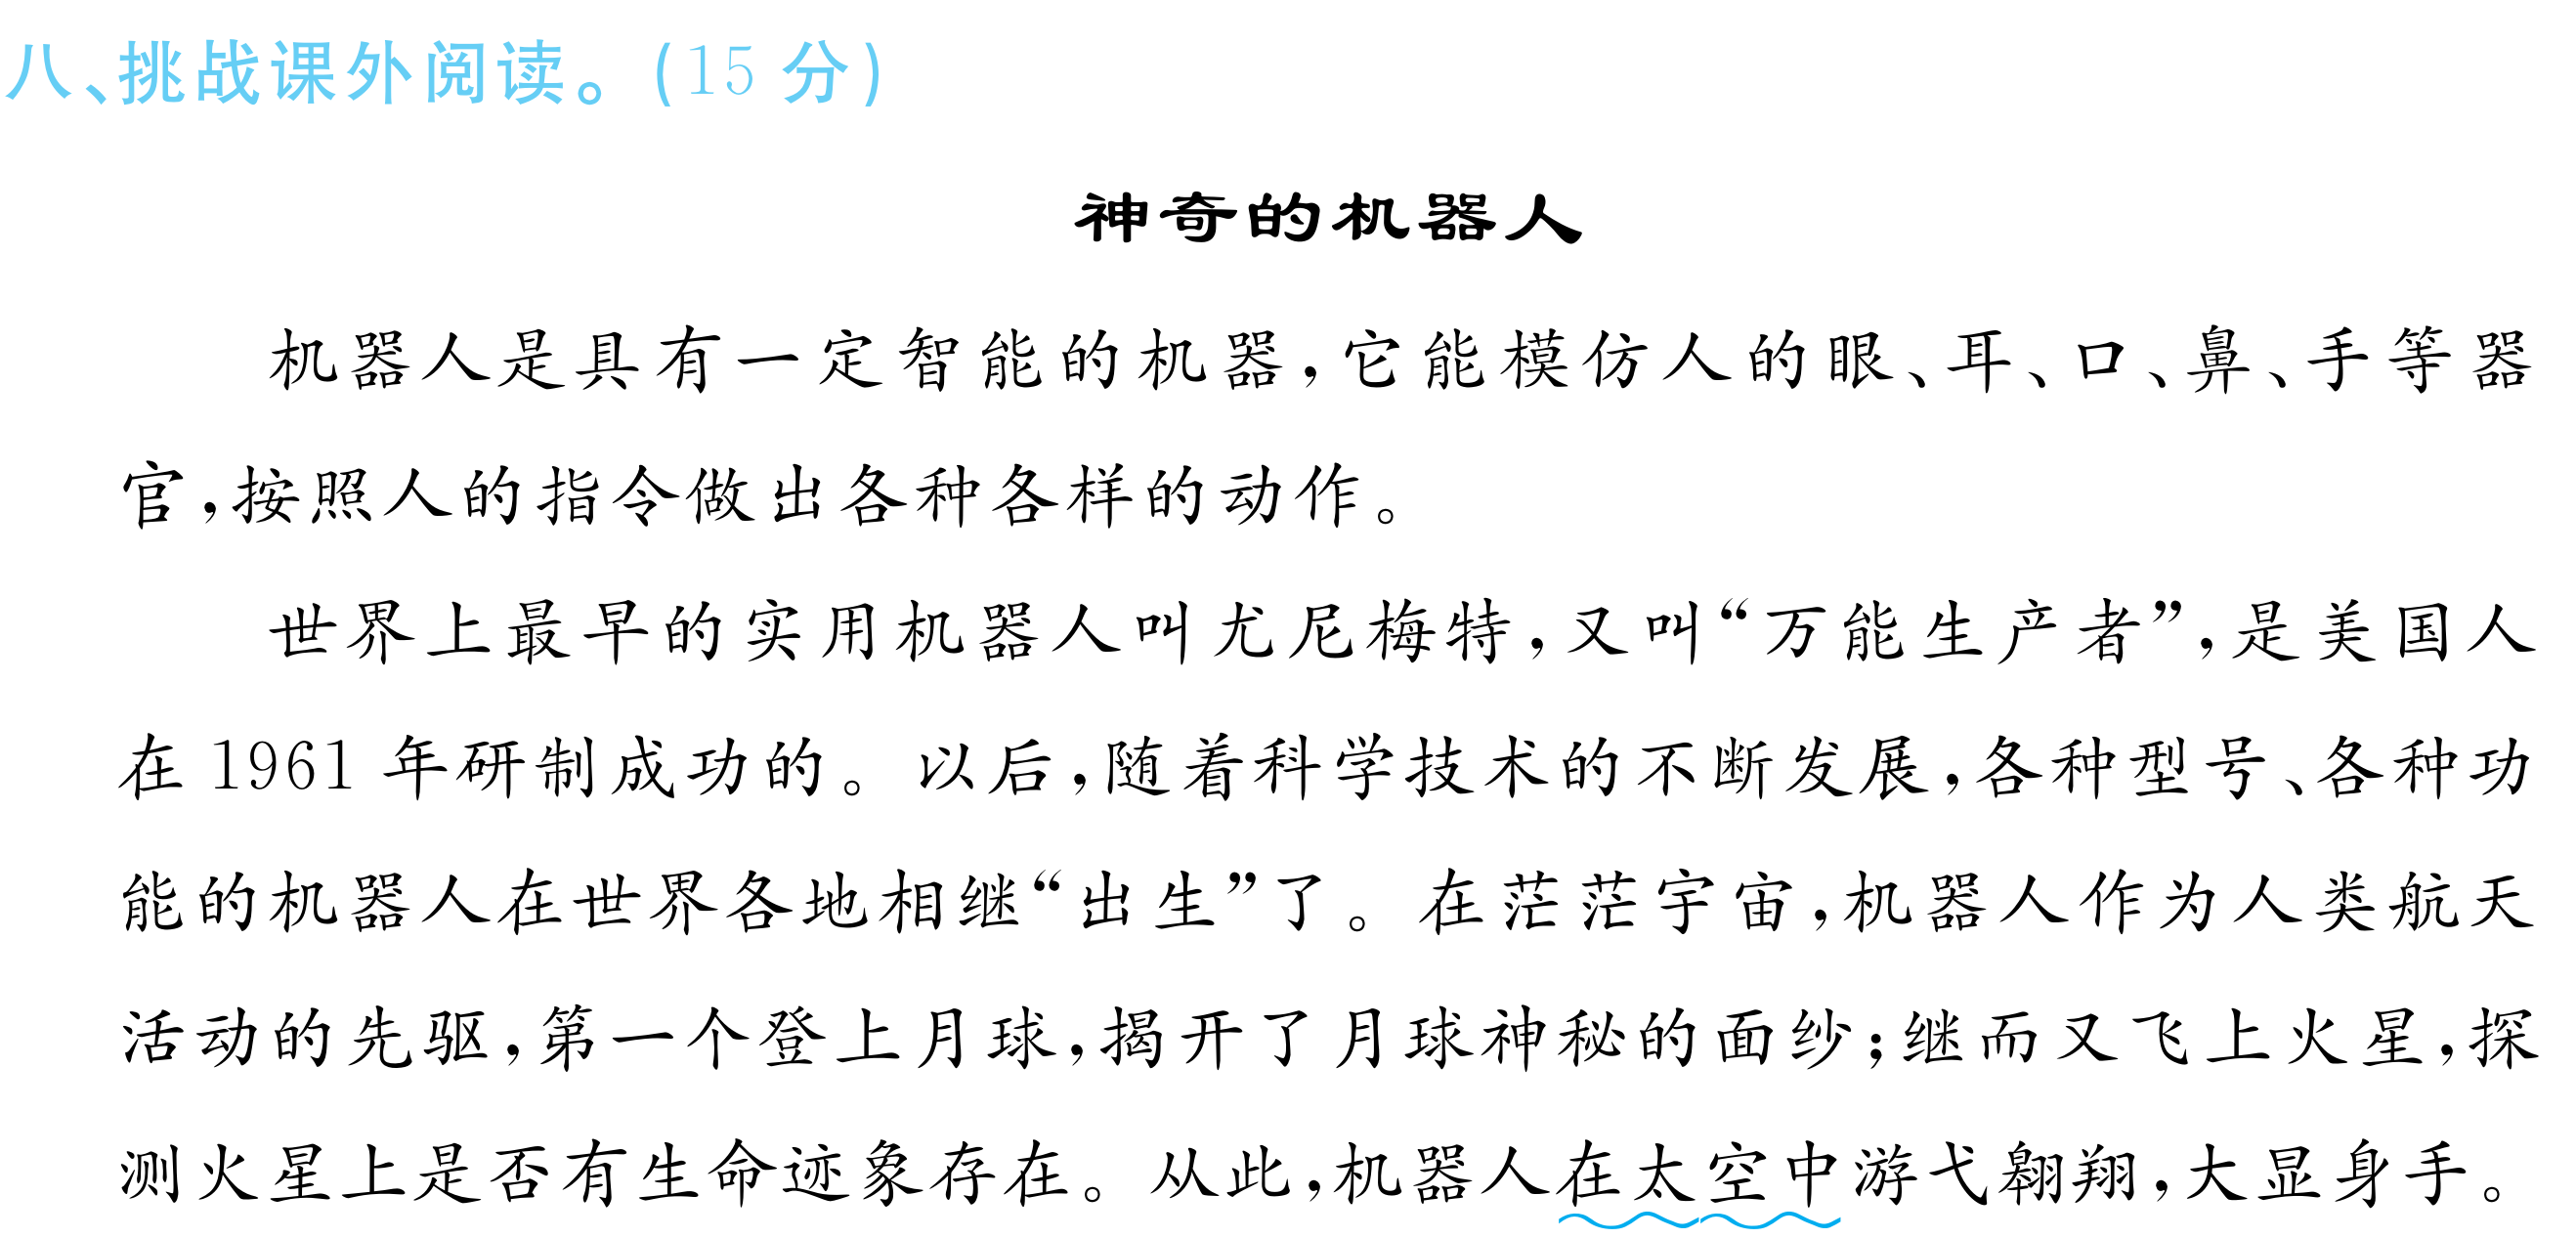 八、挑战课外阅读。(15 分)
神奇的机器人
机器人是具有一定智能的机器,它能模仿人的眼、耳、口、鼻、手等器
官,按照人的指令做出各种各样的动作。
世界上最早的实用机器人叫尤尼梅特,又叫“万能生产者”,是美国人
在 1961 年研制成功的。以后,随着科学技术的不断发展,各种型号、各种功
能的机器人在世界各地相继“出生”了。在茫茫宇宙,机器人作为人类航天
活动的先驱,第一个登上月球,揭开了月球神秘的面纱;继而又飞上火星,探
测火星上是否有生命迹象存在。从此,机器人在太空中游弋翱翔,大显身手。